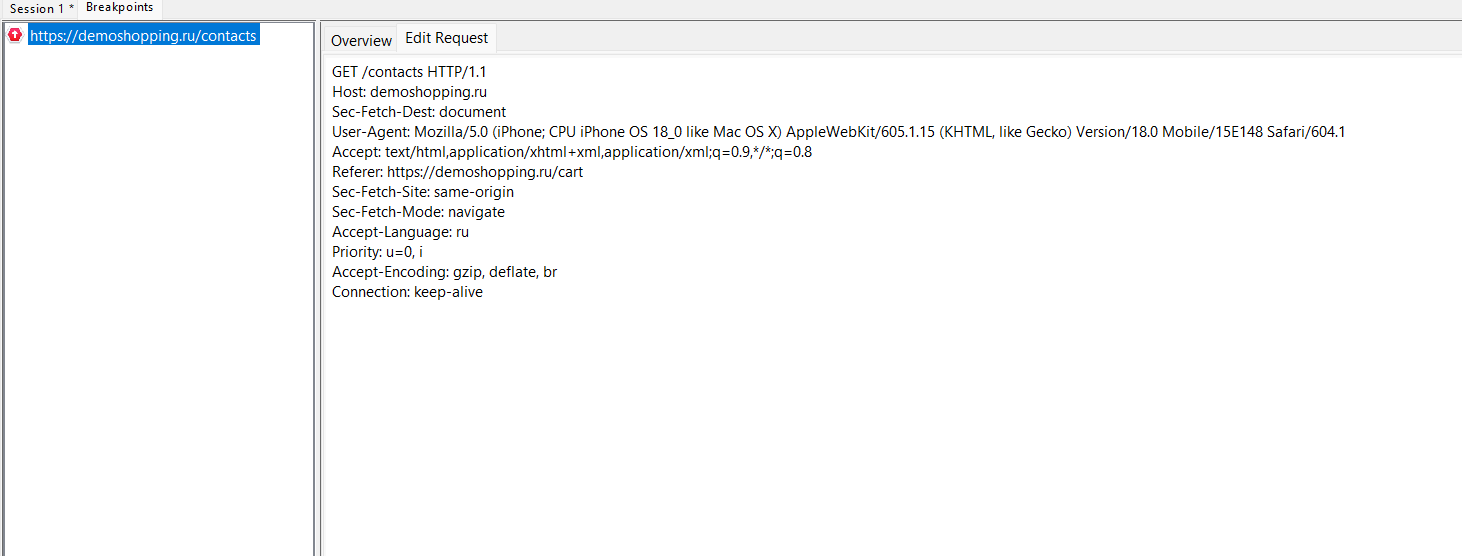 Session 1 * Breakpoints
https://demoshopping.ru/contacts
Overview Edit Request
GET /contacts HTTP/1.1
Host: demoshopping.ru
Sec-Fetch-Dest: document
User-Agent: Mozilla/5.0 (iPhone; CPU iPhone OS 18_0 like Mac OS X) AppleWebKit/605.1.15 (KHTML, like Gecko) Version/18.0 Mobile/15E148 Safari/604.1
Accept: text/html,application/xhtml+xml,application/xml;q=0.9,*/*;q=0.8
Referer: https://demoshopping.ru/cart
Sec-Fetch-Site: same-origin
Sec-Fetch-Mode: navigate
Accept-Language: ru
Priority: u=0, i
Accept-Encoding: gzip, deflate, br
Connection: keep-alive